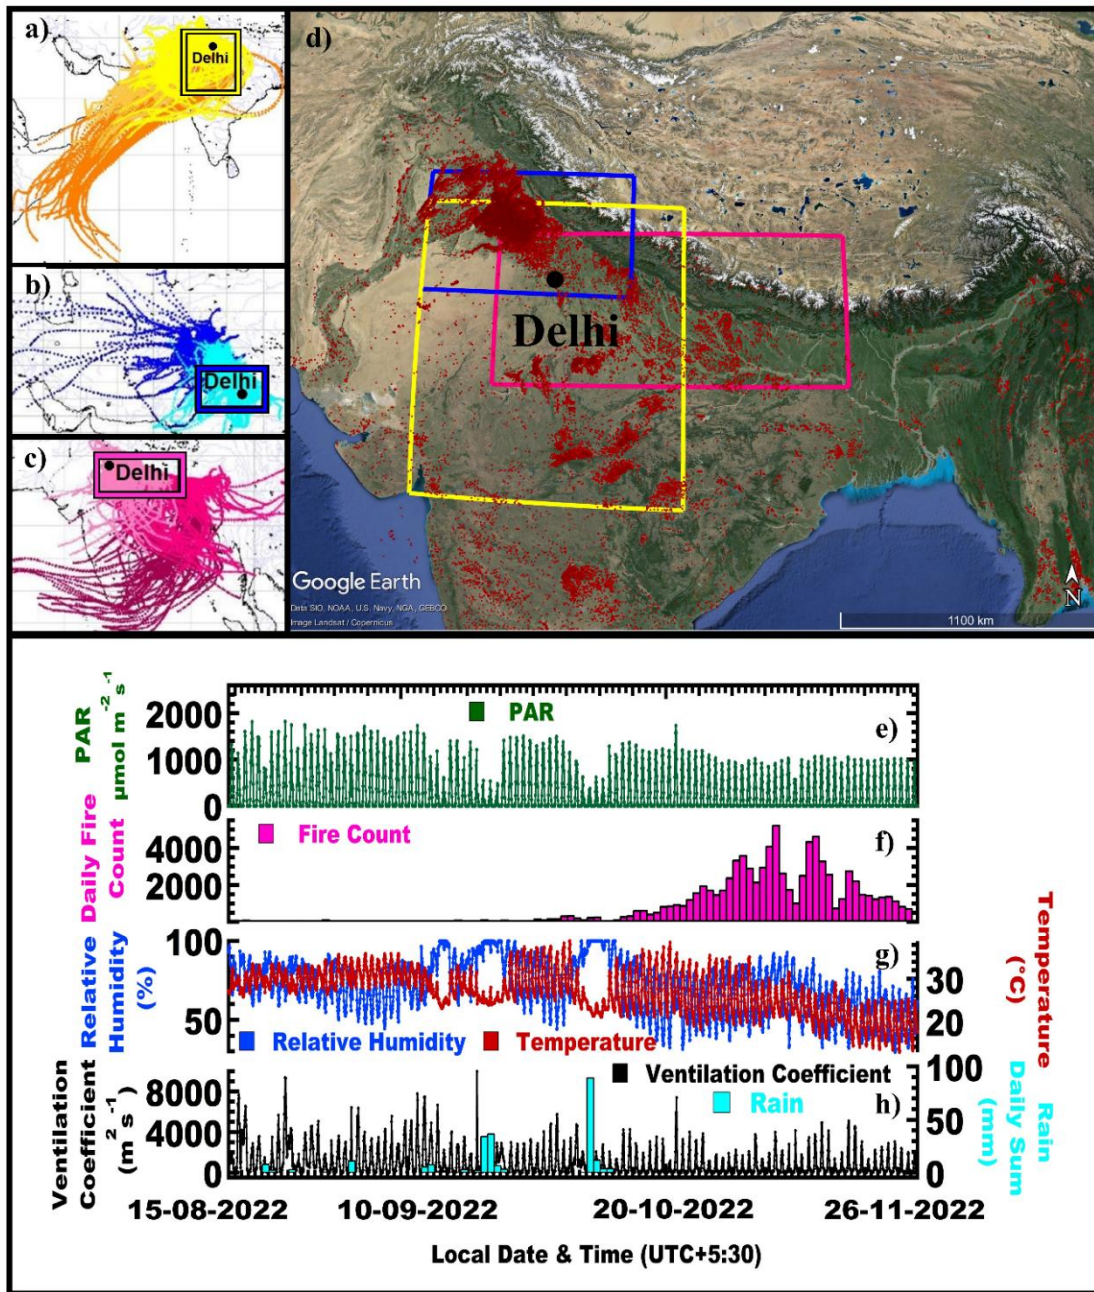 a)
Delhi
b)
Delhi
c)
Delhi
d)
Delhi
Google Earth
Data SIO, NOAA, U.S. Navy, NGA, GEBCO
Image Landsat / Copernicus
N
1100 km
PAR
µmol m⁻² s⁻¹
2000
1000
0
PAR
e)
Daily Fire
Count
4000
2000
Fire Count
f)
Relative
Humidity
(%)
100
50
g)
Relative Humidity
Temperature
30
20
Temperature
(°C)
Ventilation
Coefficient
(m² s⁻¹)
8000
4000
0
Ventilation Coefficient
Rain
h)
100
50
0
Rain
Daily Sum
(mm)
15-08-2022 10-09-2022 20-10-2022 26-11-2022
Local Date & Time (UTC+5:30)